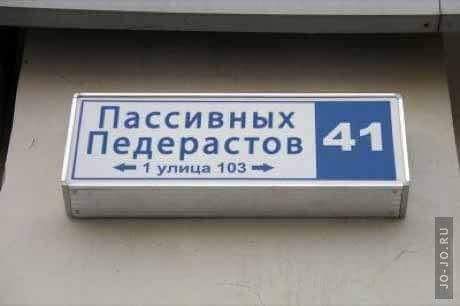 Пассивных
Педерастов
1 улица 103
41
JO-JO.RU